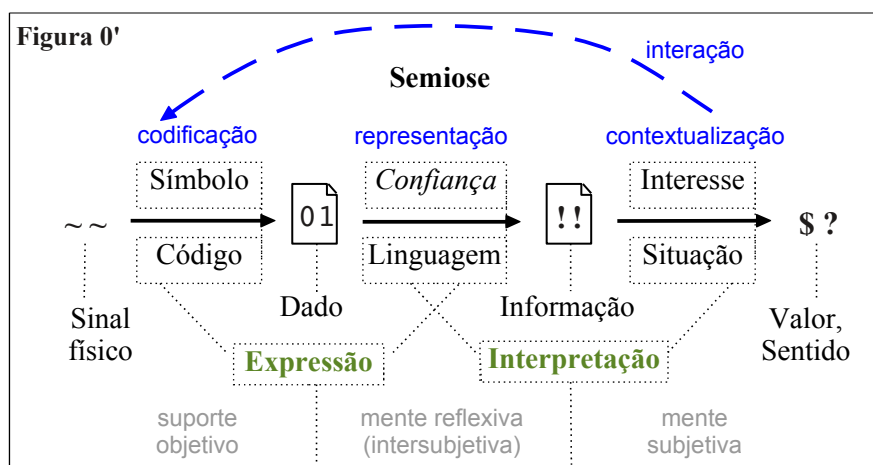 Figura 0'
interação
Semiose
codificação representação contextualização
Símbolo Confiança Interesse
~ ~ 01 !! $ ?
Código Linguagem Situação
Sinal físico Dado Informação Valor, Sentido
Expressão Interpretação
suporte objetivo mente reflexiva (intersubjetiva) mente subjetiva